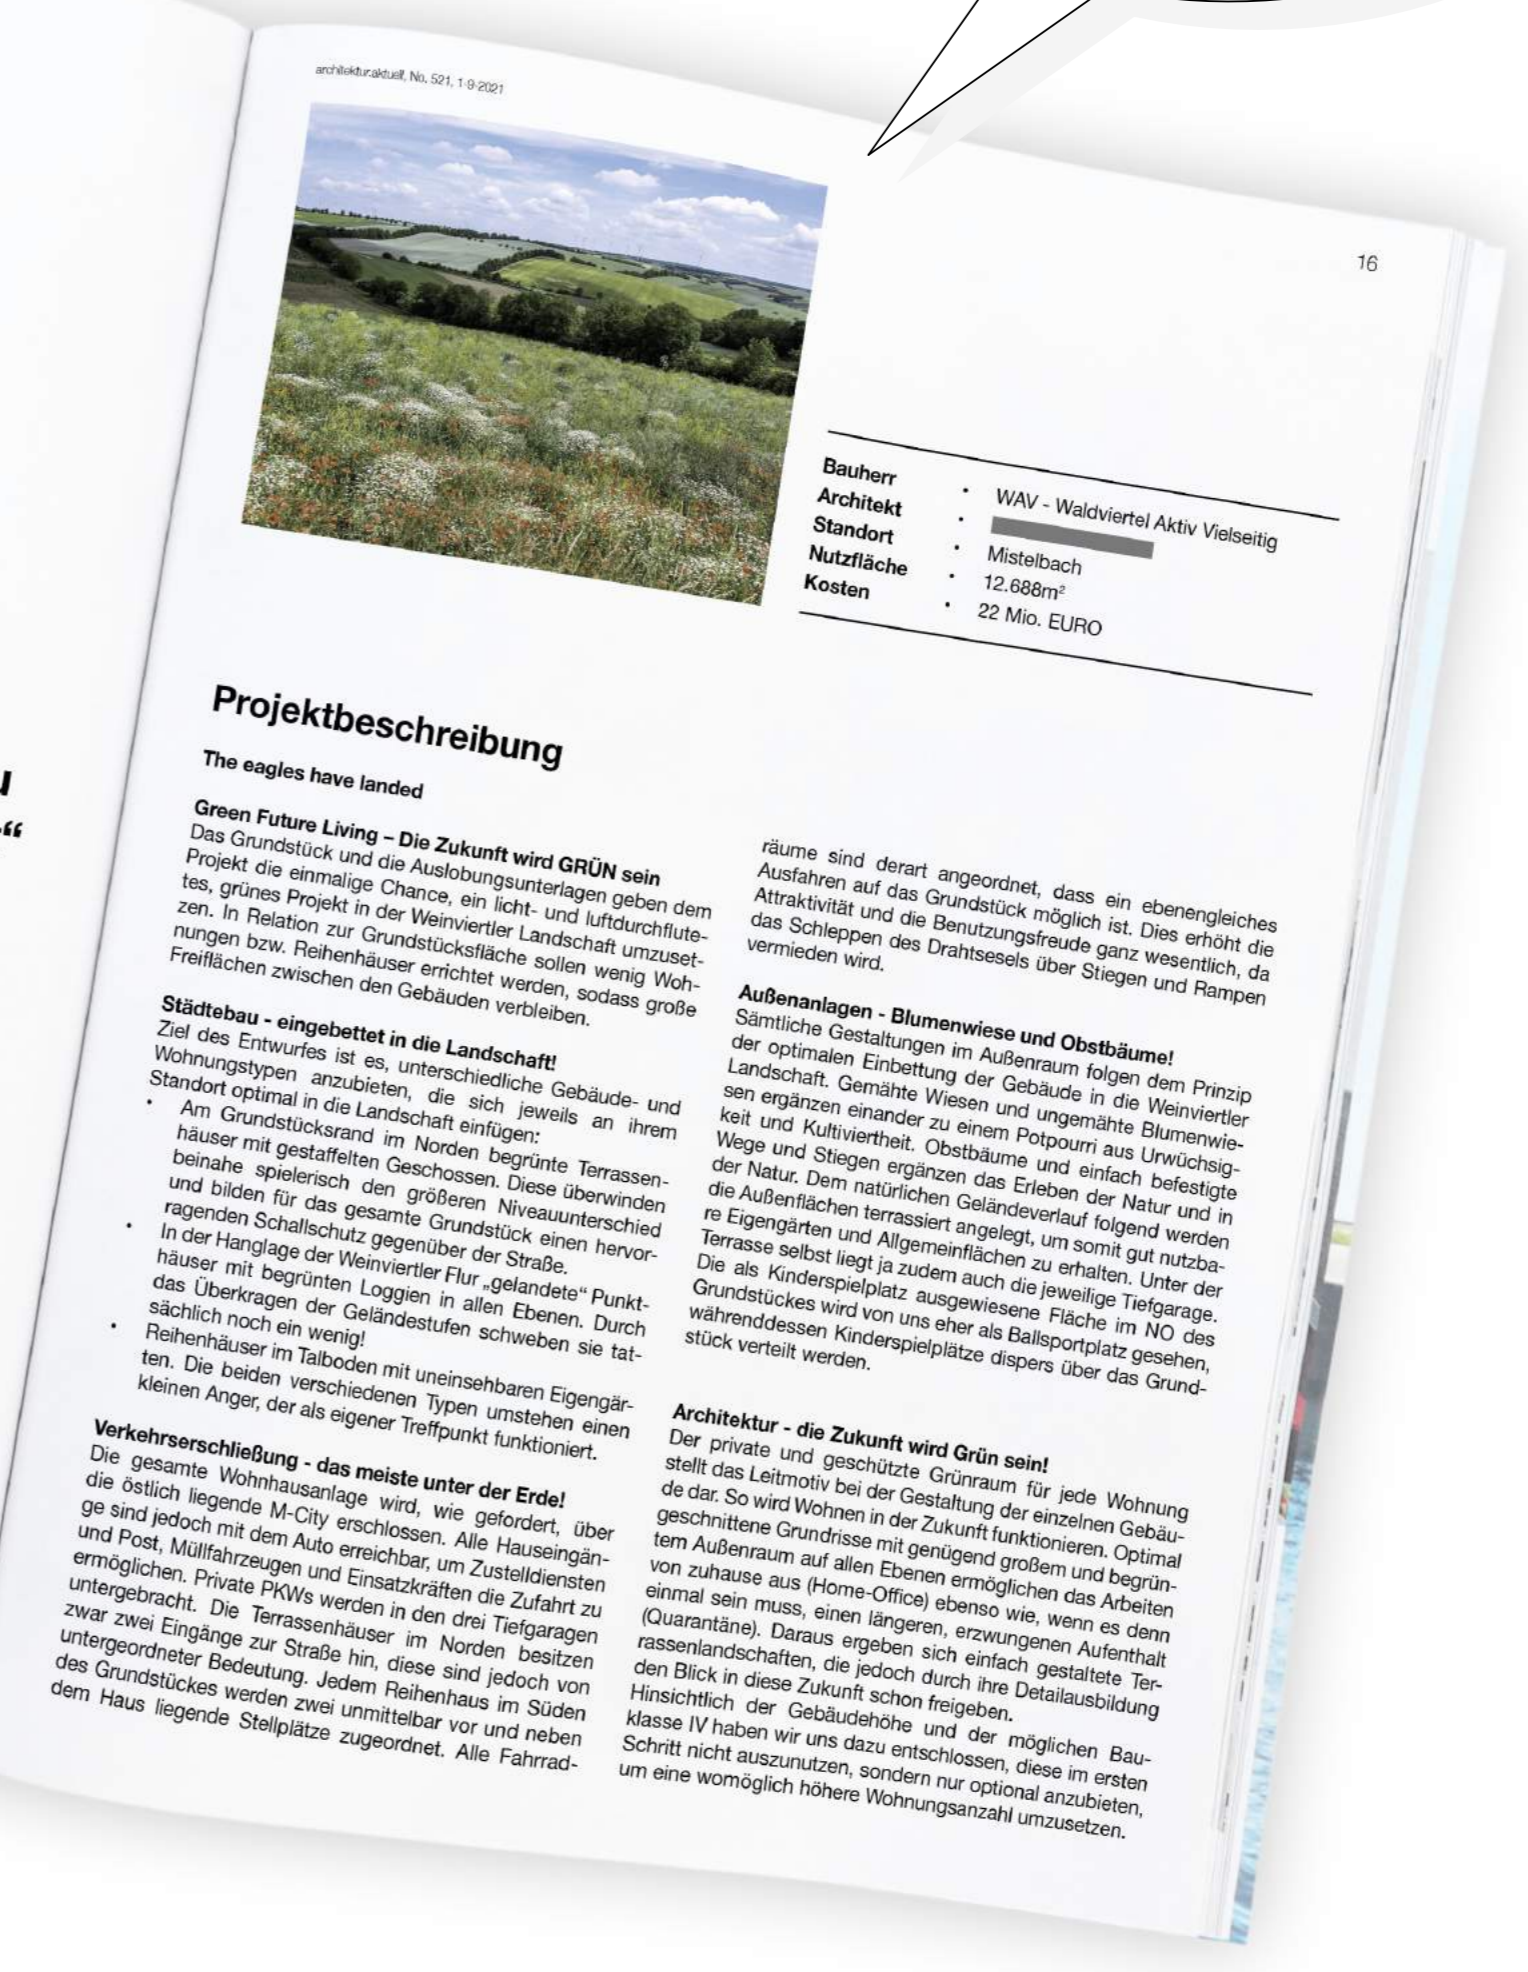 architektur.aktuell, No. 521, 1-9-2021
16
Bauherr • WAV - Waldviertel Aktiv Vielseitig
Architekt •
Standort • Mistelbach
Nutzfläche • 12.688m²
Kosten • 22 Mio. EURO
Projektbeschreibung
The eagles have landed
Green Future Living – Die Zukunft wird GRÜN sein
Das Grundstück und die Auslobungsunterlagen geben dem
Projekt die einmalige Chance, ein licht- und luftdurchflute-
tes, grünes Projekt in der Weinviertler Landschaft umzuset-
zen. In Relation zur Grundstücksfläche sollen wenig Woh-
nungen bzw. Reihenhäuser errichtet werden, sodass große
Freiflächen zwischen den Gebäuden verbleiben.
Städtebau - eingebettet in die Landschaft!
Ziel des Entwurfes ist es, unterschiedliche Gebäude- und
Wohnungstypen anzubieten, die sich jeweils an ihrem
Standort optimal in die Landschaft einfügen:
• Am Grundstücksrand im Norden begrünte Terrassen-
häuser mit gestaffelten Geschossen. Diese überwinden
beinahe spielerisch den größeren Niveauunterschied
und bilden für das gesamte Grundstück einen hervor-
ragenden Schallschutz gegenüber der Straße.
• In der Hanglage der Weinviertler Flur „gelandete“ Punkt-
häuser mit begrünten Loggien in allen Ebenen. Durch
das Überkragen der Geländestufen schweben sie tat-
sächlich noch ein wenig!
• Reihenhäuser im Talboden mit uneinsehbaren Eigengär-
ten. Die beiden verschiedenen Typen umstehen einen
kleinen Anger, der als eigener Treffpunkt funktioniert.
Verkehrserschließung - das meiste unter der Erde!
Die gesamte Wohnhausanlage wird, wie gefordert, über
die östlich liegende M-City erschlossen. Alle Hauseingän-
ge sind jedoch mit dem Auto erreichbar, um Zustelldiensten
und Post, Müllfahrzeugen und Einsatzkräften die Zufahrt zu
ermöglichen. Private PKWs werden in den drei Tiefgaragen
untergebracht. Die Terrassenhäuser im Norden besitzen
zwar zwei Eingänge zur Straße hin, diese sind jedoch von
untergeordneter Bedeutung. Jedem Reihenhaus im Süden
des Grundstückes werden zwei unmittelbar vor und neben
dem Haus liegende Stellplätze zugeordnet. Alle Fahrrad-
räume sind derart angeordnet, dass ein ebenengleiches
Ausfahren auf das Grundstück möglich ist. Dies erhöht die
Attraktivität und die Benutzungsfreude ganz wesentlich, da
das Schleppen des Drahtsesels über Stiegen und Rampen
vermieden wird.
Außenanlagen - Blumenwiese und Obstbäume!
Sämtliche Gestaltungen im Außenraum folgen dem Prinzip
der optimalen Einbettung der Gebäude in die Weinviertler
Landschaft. Gemähte Wiesen und ungemähte Blumenwie-
sen ergänzen einander zu einem Potpourri aus Urwüchsig-
keit und Kultiviertheit. Obstbäume und einfach befestigte
Wege und Stiegen ergänzen das Erleben der Natur und in
der Natur. Dem natürlichen Geländeverlauf folgend werden
die Außenflächen terrassiert angelegt, um somit gut nutzba-
re Eigengärten und Allgemeinflächen zu erhalten. Unter der
Terrasse selbst liegt ja zudem auch die jeweilige Tiefgarage.
Die als Kinderspielplatz ausgewiesene Fläche im NO des
Grundstückes wird von uns eher als Ballsportplatz gesehen,
währenddessen Kinderspielplätze dispers über das Grund-
stück verteilt werden.
Architektur - die Zukunft wird Grün sein!
Der private und geschützte Grünraum für jede Wohnung
stellt das Leitmotiv bei der Gestaltung der einzelnen Gebäu-
de dar. So wird Wohnen in der Zukunft funktionieren. Optimal
geschnittene Grundrisse mit genügend großem und begrün-
tem Außenraum auf allen Ebenen ermöglichen das Arbeiten
von zuhause aus (Home-Office) ebenso wie, wenn es denn
einmal sein muss, einen längeren, erzwungenen Aufenthalt
(Quarantäne). Daraus ergeben sich einfach gestaltete Ter-
rassenlandschaften, die jedoch durch ihre Detailausbildung
den Blick in diese Zukunft schon freigeben.
Hinsichtlich der Gebäudehöhe und der möglichen Bau-
klasse IV haben wir uns dazu entschlossen, diese im ersten
Schritt nicht auszunutzen, sondern nur optional anzubieten,
um eine womöglich höhere Wohnungsanzahl umzusetzen.